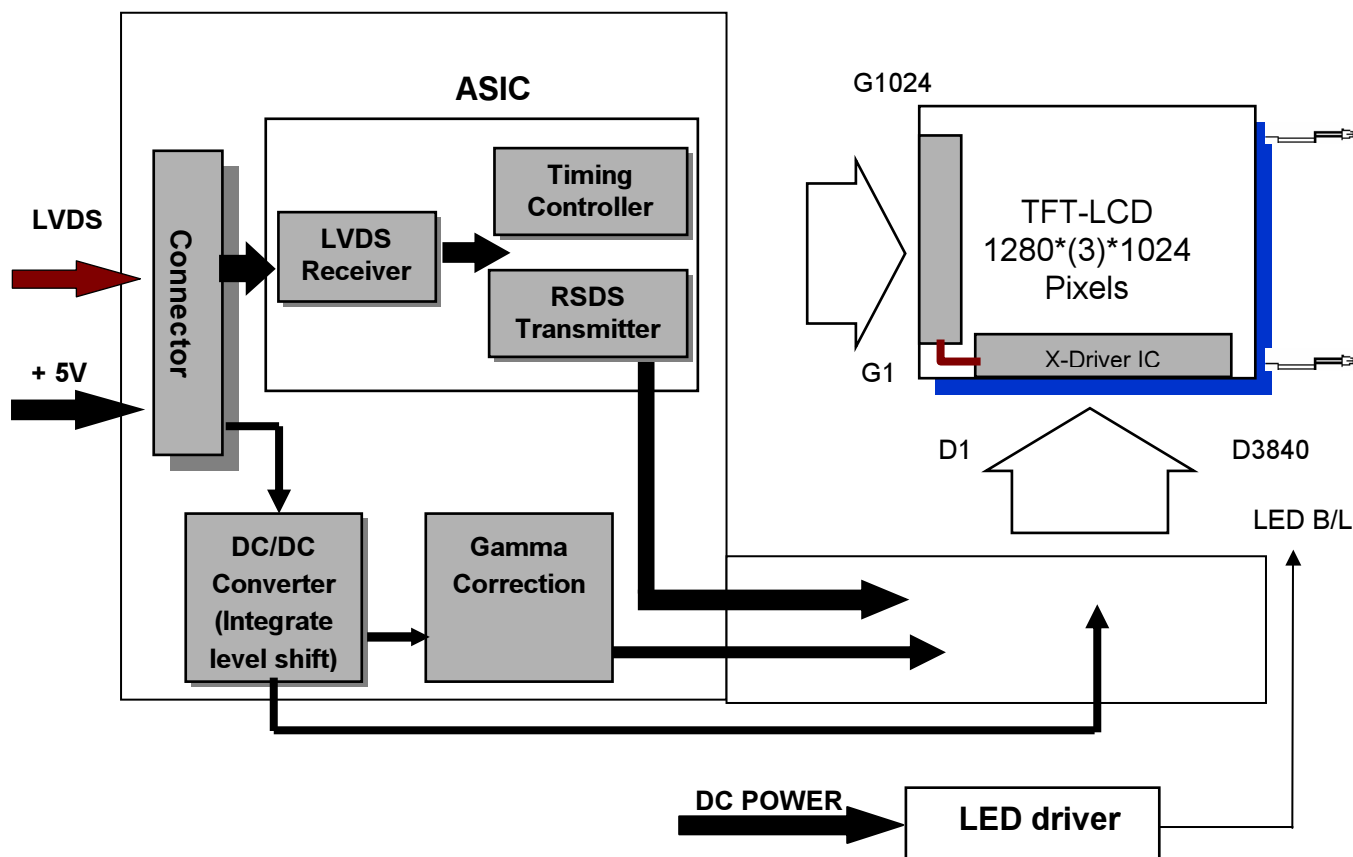 ASIC
LVDS
+ 5V
Connector
LVDS
Receiver
Timing
Controller
RSDS
Transmitter
DC/DC
Converter
(Integrate
level shift)
Gamma
Correction
G1024
G1
TFT-LCD
1280*(3)*1024
Pixels
X-Driver IC
D1
D3840
LED B/L
DC POWER
LED driver